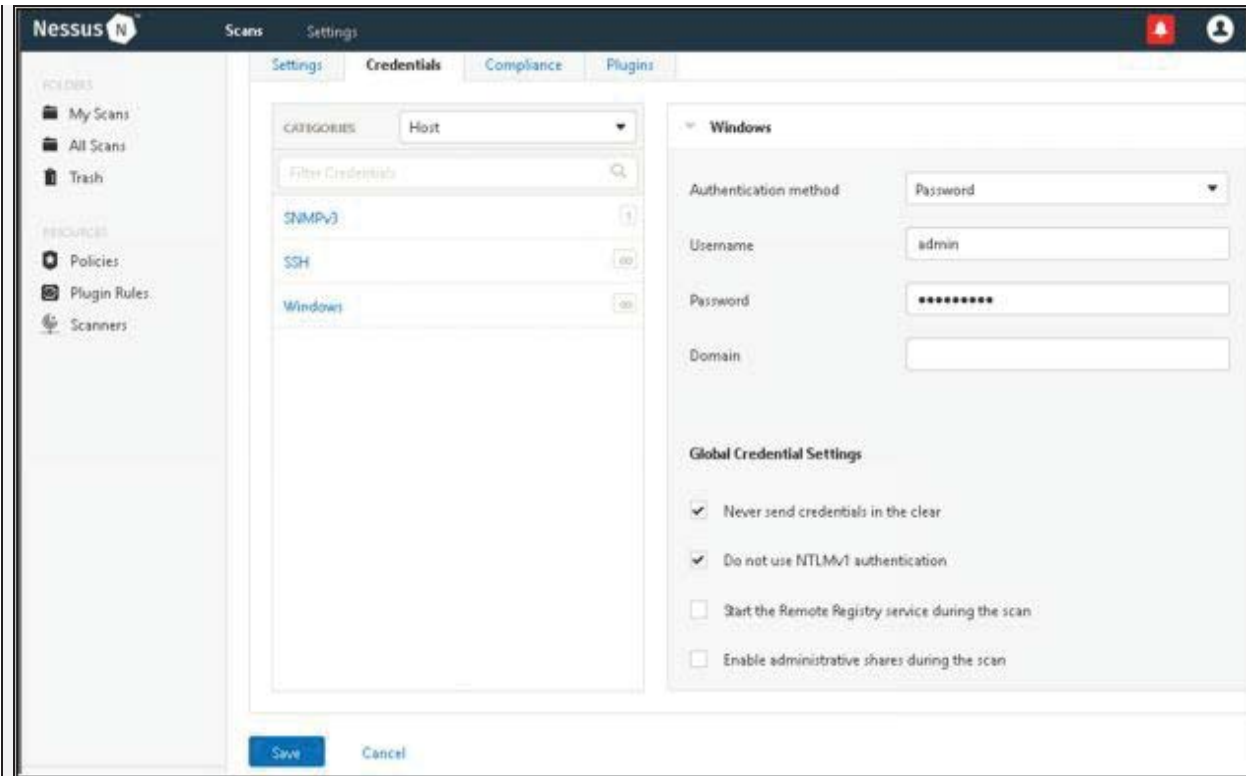 Nessus N
Scans Settings
FOLDERS
My Scans
All Scans
Trash
RESOURCES
Policies
Plugin Rules
Scanners
Settings Credentials Compliance Plugins
CATEGORIES Host
Filter Credentials
SNMPv3 1
SSH ∞
Windows ∞
Windows
Authentication method Password
Username admin
Password •••••••••
Domain
Global Credential Settings
Never send credentials in the clear
Do not use NTLMv1 authentication
Start the Remote Registry service during the scan
Enable administrative shares during the scan
Save Cancel